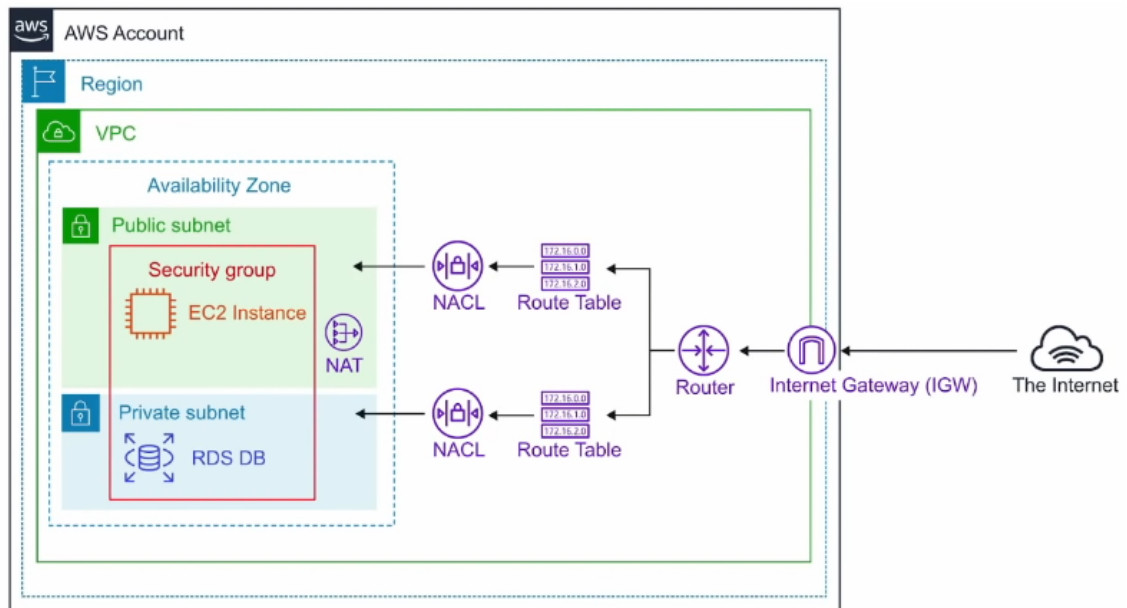 aws
AWS Account
Region
VPC
Availability Zone
Public subnet
Security group
EC2 Instance
NAT
Private subnet
RDS DB
NACL
172.16.0.0
172.16.1.0
172.16.2.0
Route Table
NACL
172.16.0.0
172.16.1.0
172.16.2.0
Route Table
Router
Internet Gateway (IGW)
The Internet